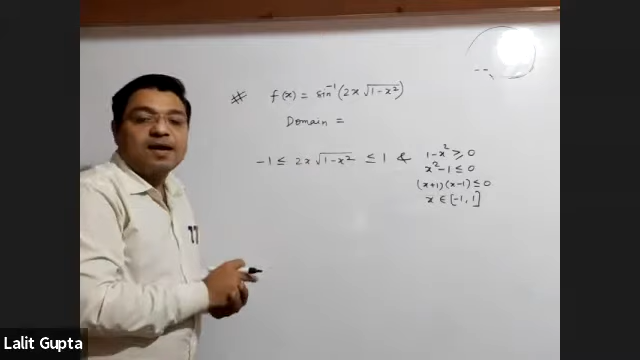 # f(x) = sin⁻¹(2x √(1-x²))
Domain =
-1 ≤ 2x √(1-x²) ≤ 1 & 1-x² ≥ 0
x²-1 ≤ 0
(x+1)(x-1) ≤ 0
x ∈ [-1, 1]
Lalit Gupta